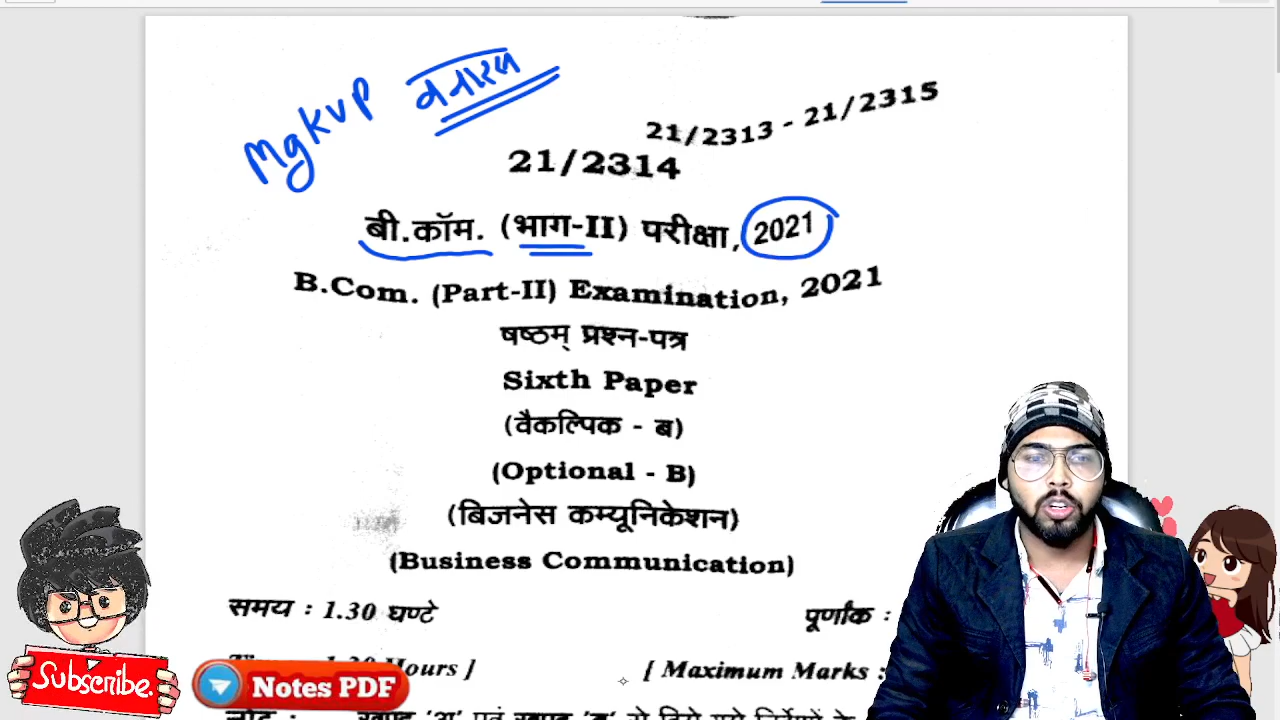 MgKVP बनारस
21/2313 - 21/2315
21/2314
बी.कॉम. (भाग-II) परीक्षा, 2021
B.Com. (Part-II) Examination, 2021
षष्ठम् प्रश्न-पत्र
Sixth Paper
(वैकल्पिक - ब)
(Optional - B)
(बिजनेस कम्यूनिकेशन)
(Business Communication)
समय : 1.30 घण्टे
पूर्णांक :
Hours ]
[ Maximum Marks :
Subscribe.
Notes PDF